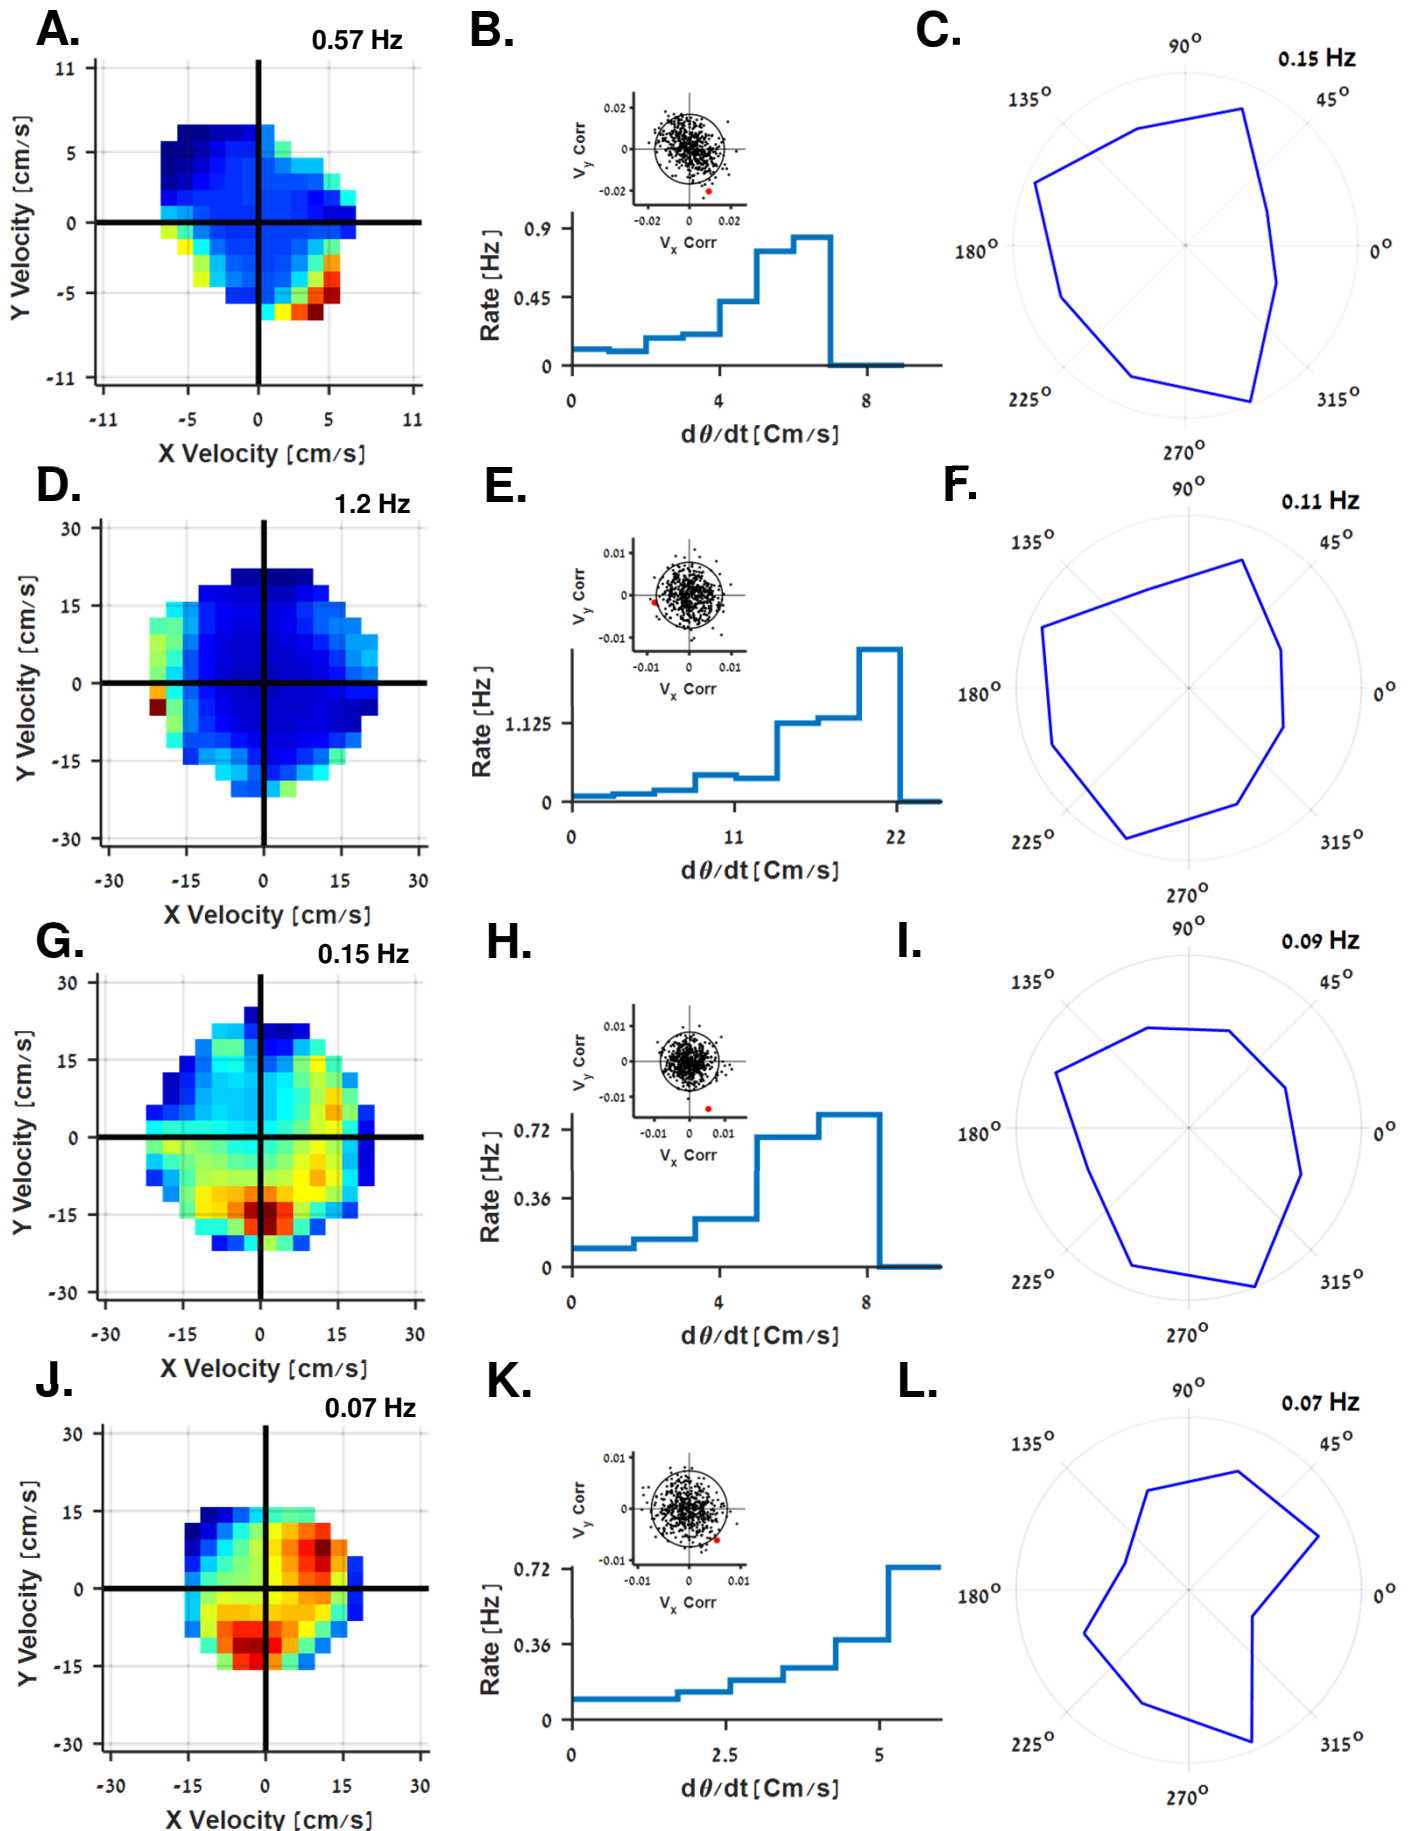 A.
0.57 Hz
11
5
0
-5
-11
Y Velocity [cm/s]
-11 -5 0 5 11
X Velocity [cm/s]
B.
0.02
0
-0.02
Vy Corr
-0.02 0 0.02
Vx Corr
0.9
0.45
0
Rate [Hz]
0 4 8
dθ/dt [Cm/s]
C.
0.15 Hz
90°
135° 45°
180° 0°
225° 315°
270°
D.
1.2 Hz
30
15
0
-15
-30
Y Velocity [cm/s]
-30 -15 0 15 30
X Velocity [cm/s]
E.
0.01
0
-0.01
Vy Corr
-0.01 0 0.01
Vx Corr
1.125
0
Rate [Hz]
0 11 22
dθ/dt [Cm/s]
F.
0.11 Hz
90°
135° 45°
180° 0°
225° 315°
270°
G.
0.15 Hz
30
15
0
-15
-30
Y Velocity [cm/s]
-30 -15 0 15 30
X Velocity [cm/s]
H.
0.01
0
-0.01
Vy Corr
-0.01 0 0.01
Vx Corr
0.72
0.36
0
Rate [Hz]
0 4 8
dθ/dt [Cm/s]
I.
0.09 Hz
90°
135° 45°
180° 0°
225° 315°
270°
J.
0.07 Hz
30
15
0
-15
-30
Y Velocity [cm/s]
-30 -15 0 15 30
X Velocity [cm/s]
K.
0.01
0
-0.01
Vy Corr
-0.01 0 0.01
Vx Corr
0.72
0.36
0
Rate [Hz]
0 2.5 5
dθ/dt [Cm/s]
L.
0.07 Hz
90°
135° 45°
180° 0°
225° 315°
270°